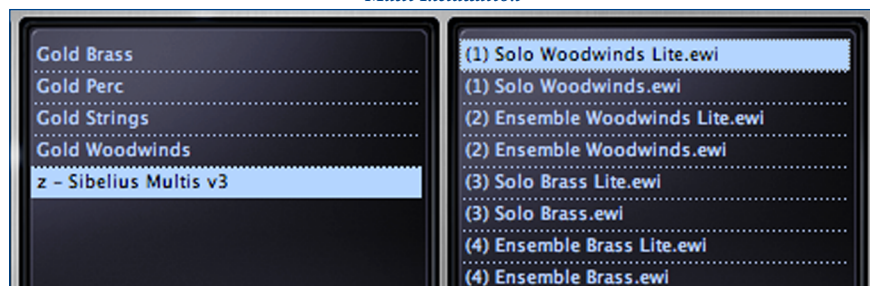 Gold Brass
Gold Perc
Gold Strings
Gold Woodwinds
z – Sibelius Multis v3
(1) Solo Woodwinds Lite.ewi
(1) Solo Woodwinds.ewi
(2) Ensemble Woodwinds Lite.ewi
(2) Ensemble Woodwinds.ewi
(3) Solo Brass Lite.ewi
(3) Solo Brass.ewi
(4) Ensemble Brass Lite.ewi
(4) Ensemble Brass.ewi